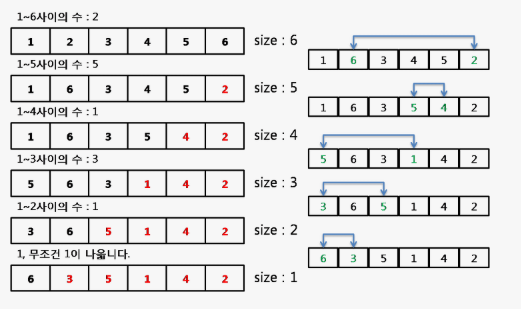 1~6사이의 수 : 2
1 2 3 4 5 6 size : 6
1 6 3 4 5 2
1~5사이의 수 : 5
1 6 3 4 5 2 size : 5
1 6 3 5 4 2
1~4사이의 수 : 1
1 6 3 5 4 2 size : 4
5 6 3 1 4 2
1~3사이의 수 : 3
5 6 3 1 4 2 size : 3
3 6 5 1 4 2
1~2사이의 수 : 1
3 6 5 1 4 2 size : 2
6 3 5 1 4 2
1, 무조건 1이 나옵니다.
6 3 5 1 4 2 size : 1